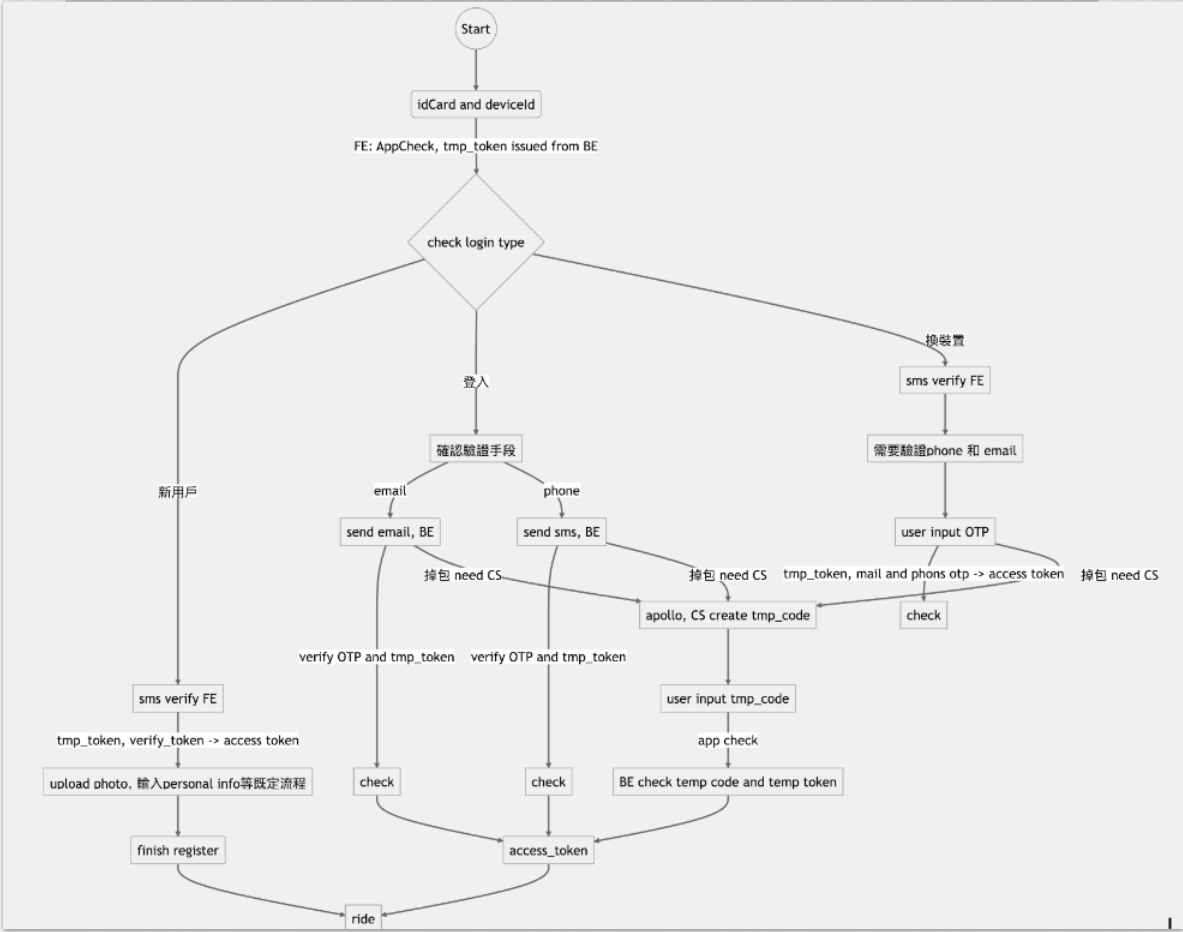 Start
idCard and deviceId
FE: AppCheck, tmp_token issued from BE
check login type
換裝置
sms verify FE
登入
確認驗證手段
需要驗證phone 和 email
新用戶
email
phone
send email, BE
send sms, BE
user input OTP
掉包 need CS
掉包 need CS
tmp_token, mail and phons otp -> access token
掉包 need CS
apollo, CS create tmp_code
check
verify OTP and tmp_token
verify OTP and tmp_token
sms verify FE
user input tmp_code
tmp_token, verify_token -> access token
app check
upload photo, 輸入personal info等既定流程
check
check
BE check temp code and temp token
finish register
access_token
ride